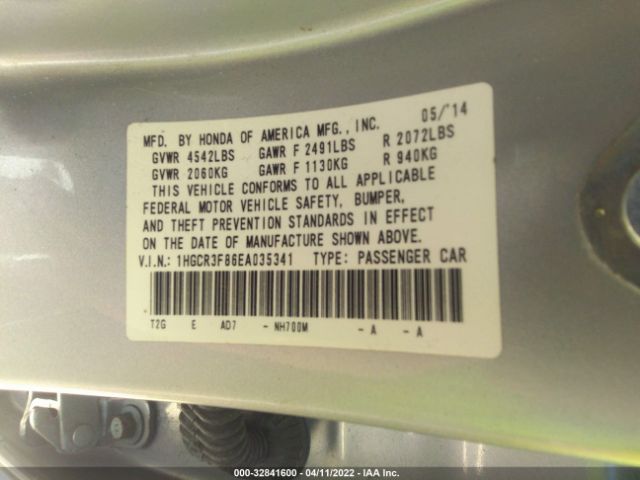 MFD. BY HONDA OF AMERICA MFG., INC. 05/'14
GVWR 4542LBS GAWR F 2491LBS R 2072LBS
GVWR 2060KG GAWR F 1130KG R 940KG
THIS VEHICLE CONFORMS TO ALL APPLICABLE
FEDERAL MOTOR VEHICLE SAFETY, BUMPER,
AND THEFT PREVENTION STANDARDS IN EFFECT
ON THE DATE OF MANUFACTURE SHOWN ABOVE.
V.I.N.: 1HGCR3F86EA035341 TYPE: PASSENGER CAR
T2G E AD7 - NH700M - A - A
000-32841600 - 04/11/2022 - IAA Inc.